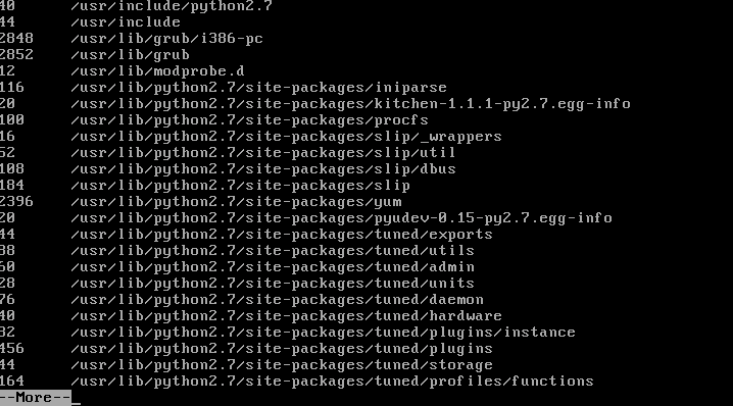 40 /usr/include/python2.7
44 /usr/include
2848 /usr/lib/grub/i386-pc
2852 /usr/lib/grub
12 /usr/lib/modprobe.d
116 /usr/lib/python2.7/site-packages/iniparse
20 /usr/lib/python2.7/site-packages/kitchen-1.1.1-py2.7.egg-info
100 /usr/lib/python2.7/site-packages/procfs
16 /usr/lib/python2.7/site-packages/slip/_wrappers
52 /usr/lib/python2.7/site-packages/slip/util
108 /usr/lib/python2.7/site-packages/slip/dbus
184 /usr/lib/python2.7/site-packages/slip
2396 /usr/lib/python2.7/site-packages/yum
20 /usr/lib/python2.7/site-packages/pyudev-0.15-py2.7.egg-info
44 /usr/lib/python2.7/site-packages/tuned/exports
88 /usr/lib/python2.7/site-packages/tuned/utils
60 /usr/lib/python2.7/site-packages/tuned/admin
28 /usr/lib/python2.7/site-packages/tuned/units
76 /usr/lib/python2.7/site-packages/tuned/daemon
40 /usr/lib/python2.7/site-packages/tuned/hardware
32 /usr/lib/python2.7/site-packages/tuned/plugins/instance
456 /usr/lib/python2.7/site-packages/tuned/plugins
44 /usr/lib/python2.7/site-packages/tuned/storage
164 /usr/lib/python2.7/site-packages/tuned/profiles/functions
--More--